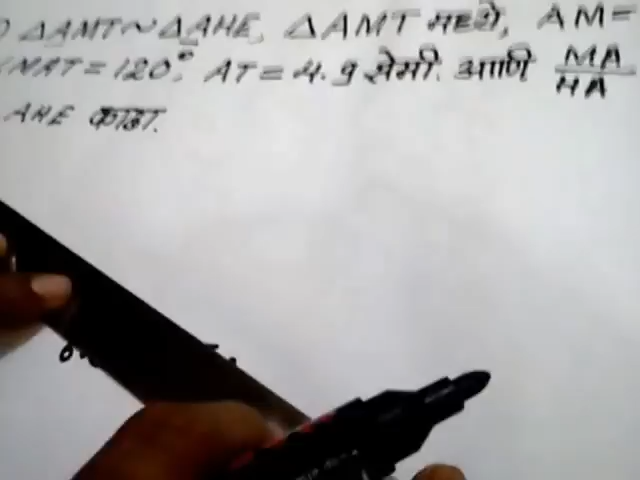 ) ΔAMT ~ ΔAHE, ΔAMT मध्ये, AM =
∠MAT = 120°, AT = 4.9 सेमी. आणि MA/HA
AHE काढा.